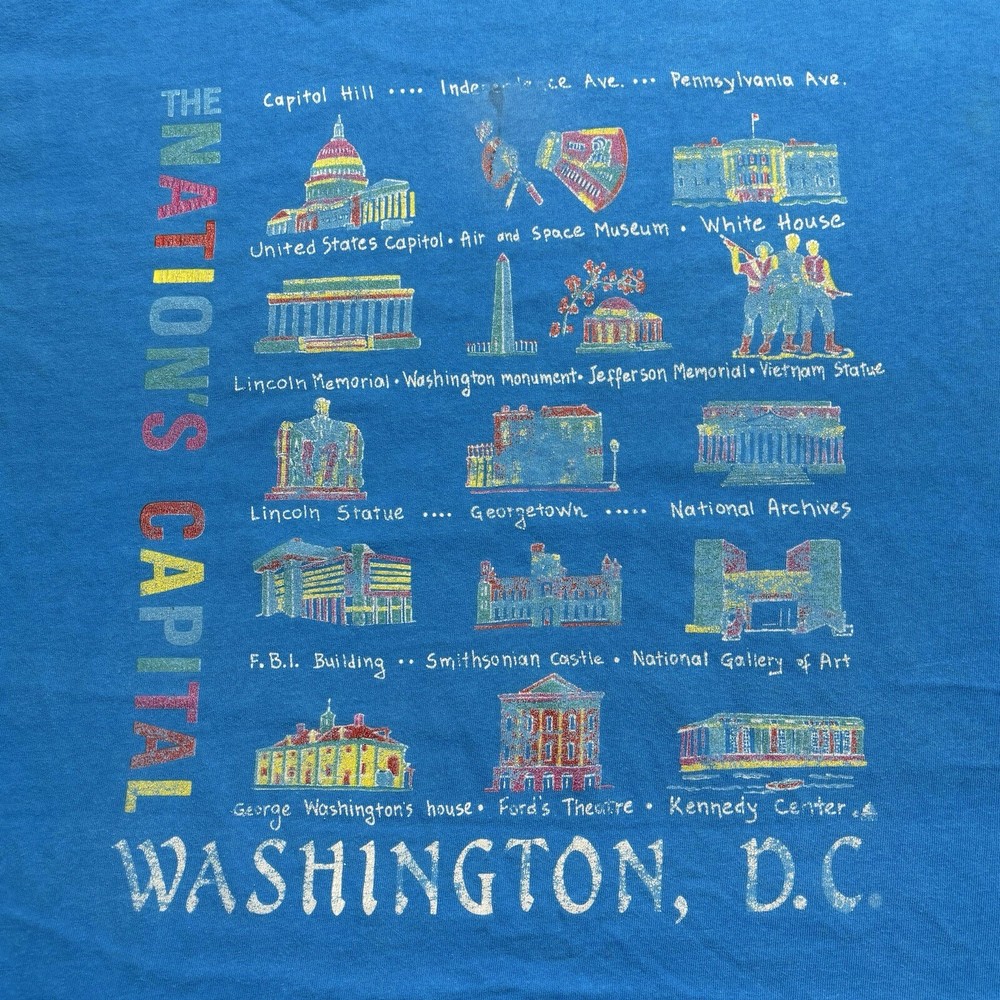 THE NATION'S CAPITAL
Capitol Hill .... Independence Ave. ... Pennsylvania Ave.
United States Capitol • Air and Space Museum • White House
Lincoln Memorial • Washington monument • Jefferson Memorial • Vietnam Statue
Lincoln Statue .... Georgetown ..... National Archives
F.B.I. Building •• Smithsonian Castle • National Gallery of Art
George Washington's house • Ford's Theatre • Kennedy Center.
WASHINGTON, D.C.